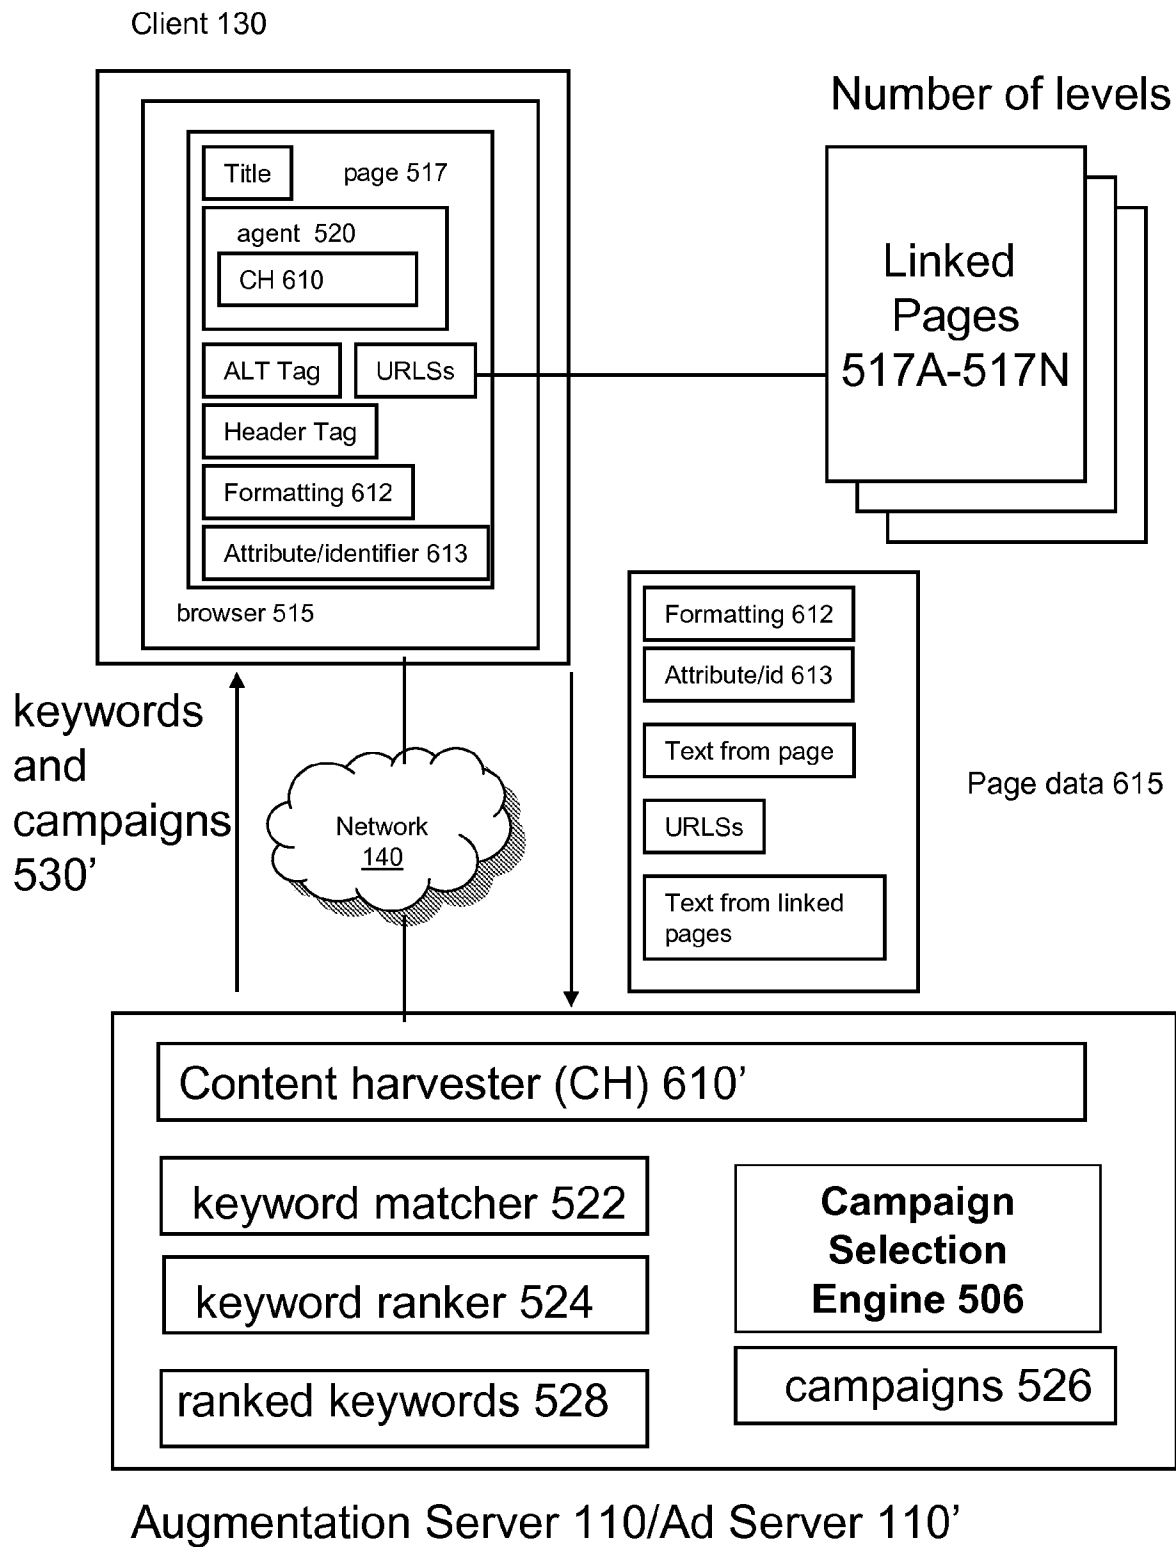 Client 130
Number of levels
Title
page 517
agent 520
CH 610
ALT Tag
URLSs
Header Tag
Formatting 612
Attribute/identifier 613
browser 515
Linked
Pages
517A-517N
Formatting 612
Attribute/id 613
Text from page
URLSs
Text from linked
pages
Page data 615
keywords
and
campaigns
530’
Network
140
Content harvester (CH) 610’
keyword matcher 522
keyword ranker 524
ranked keywords 528
Campaign
Selection
Engine 506
campaigns 526
Augmentation Server 110/Ad Server 110’